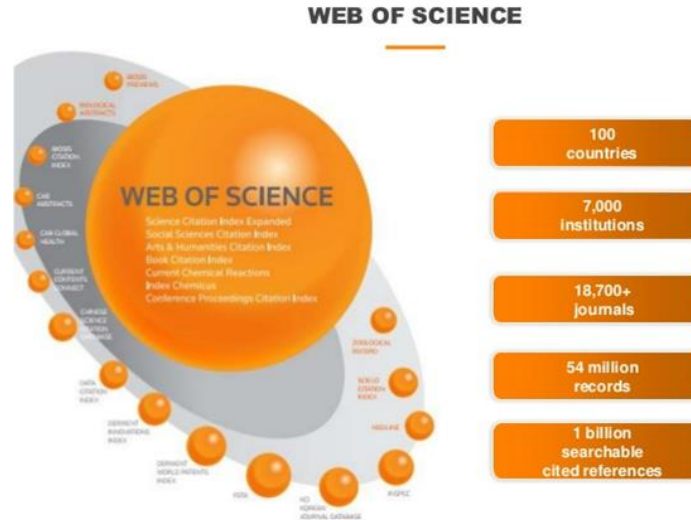 WEB OF SCIENCE
BIOSIS
PREVIEWS
BIOLOGICAL
ABSTRACTS
BIOSIS
CITATION
INDEX
CAB
ABSTRACTS
CAB GLOBAL
HEALTH
CURRENT
CONTENTS
CONNECT
CHINESE
SCIENCE
CITATION
DATABASE
DATA
CITATION
INDEX
DERWENT
INNOVATIONS
INDEX
DERWENT
WORLD PATENTS
INDEX
FSTA
KCI
KOREAN
JOURNAL DATABASE
INSPEC
MEDLINE
SCIELO
CITATION
INDEX
ZOOLOGICAL
RECORD
WEB OF SCIENCE
Science Citation Index Expanded
Social Sciences Citation Index
Arts & Humanities Citation Index
Book Citation Index
Current Chemical Reactions
Index Chemicus
Conference Proceedings Citation Index
100
countries
7,000
institutions
18,700+
journals
54 million
records
1 billion
searchable
cited references